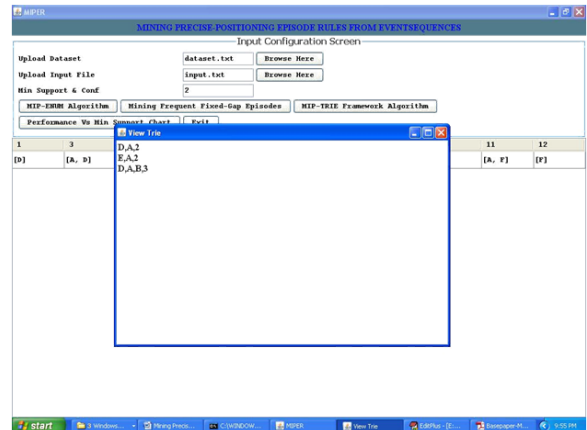 MIPER
MINING PRECISE-POSITIONING EPISODE RULES FROM EVENTSEQUENCES
Input Configuration Screen
Upload Dataset dataset.txt Browse Here
Upload Input File input.txt Browse Here
Min Support & Conf 2
MIP-ENUM Algorithm Mining Frequent Fixed-Gap Episodes MIP-TRIE Framework Algorithm
Performance Vs Min Support Chart Exit
View Trie
D,A,2
E,A,2
D,A,B,3
1 3 11 12
[D] [A, D] [A, F] [F]
start 3 Windows... Mining Precis... C:\WINDOW... MIPER View Trie EditPlus - [E:... Basepaper-M... 9:55 PM